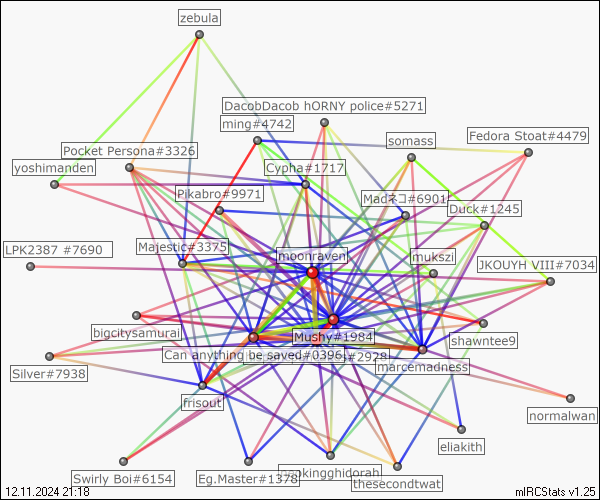 zebula
DacobDacob hORNY police#5271
ming#4742
somass
Fedora Stoat#4479
Pocket Persona#3326
yoshimanden
Cypha#1717
Pikabro#9971
Madネコ#6901
Duck#1245
LPK2387 #7690
Majestic#3375
moonraven
mukszi
JKOUYH VIII#7034
bigcitysamurai
Mushy#1984
shawntee9
Can anything be saved#0396
#2928
marcemadness
Silver#7938
frisout
normalwan
eliakith
Swirly Boi#6154
Eg.Master#1378
kingghidorah
thesecondtwat
12.11.2024 21:18
mIRCStats v1.25